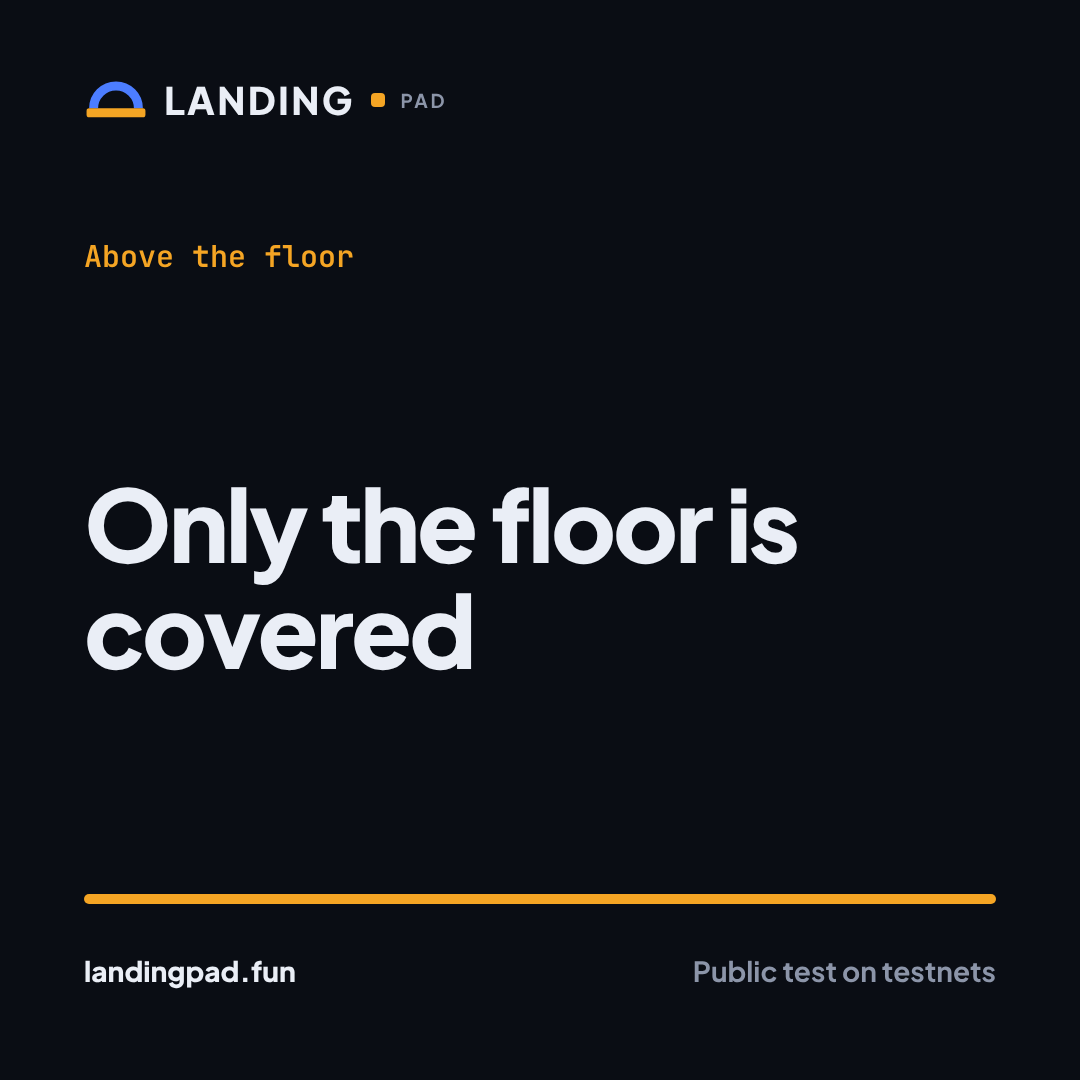 LANDING PAD
Above the floor
Only the floor is
covered
landingpad.fun
Public test on testnets